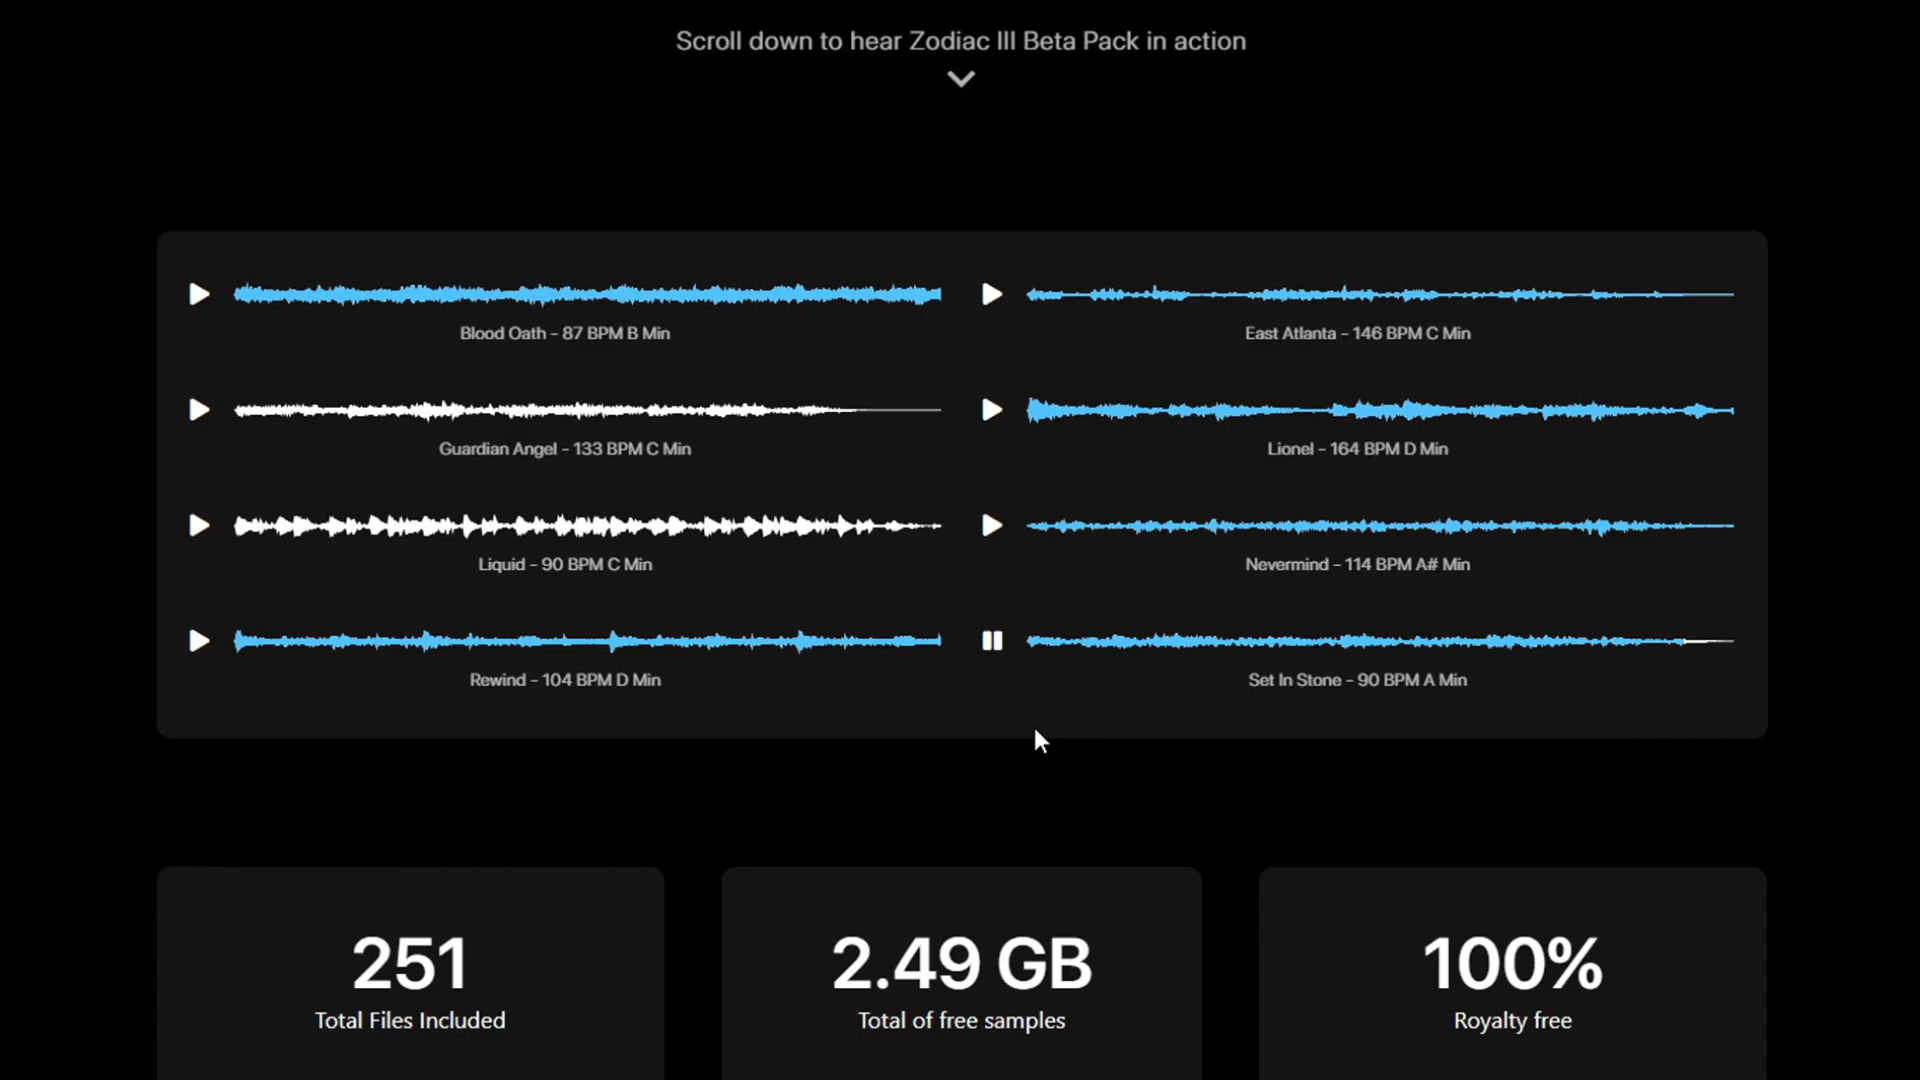 Scroll down to hear Zodiac III Beta Pack in action
Blood Oath - 87 BPM B Min
East Atlanta - 146 BPM C Min
Guardian Angel - 133 BPM C Min
Lionel - 164 BPM D Min
Liquid - 90 BPM C Min
Nevermind - 114 BPM A# Min
Rewind - 104 BPM D Min
Set In Stone - 90 BPM A Min
251
Total Files Included
2.49 GB
Total of free samples
100%
Royalty free